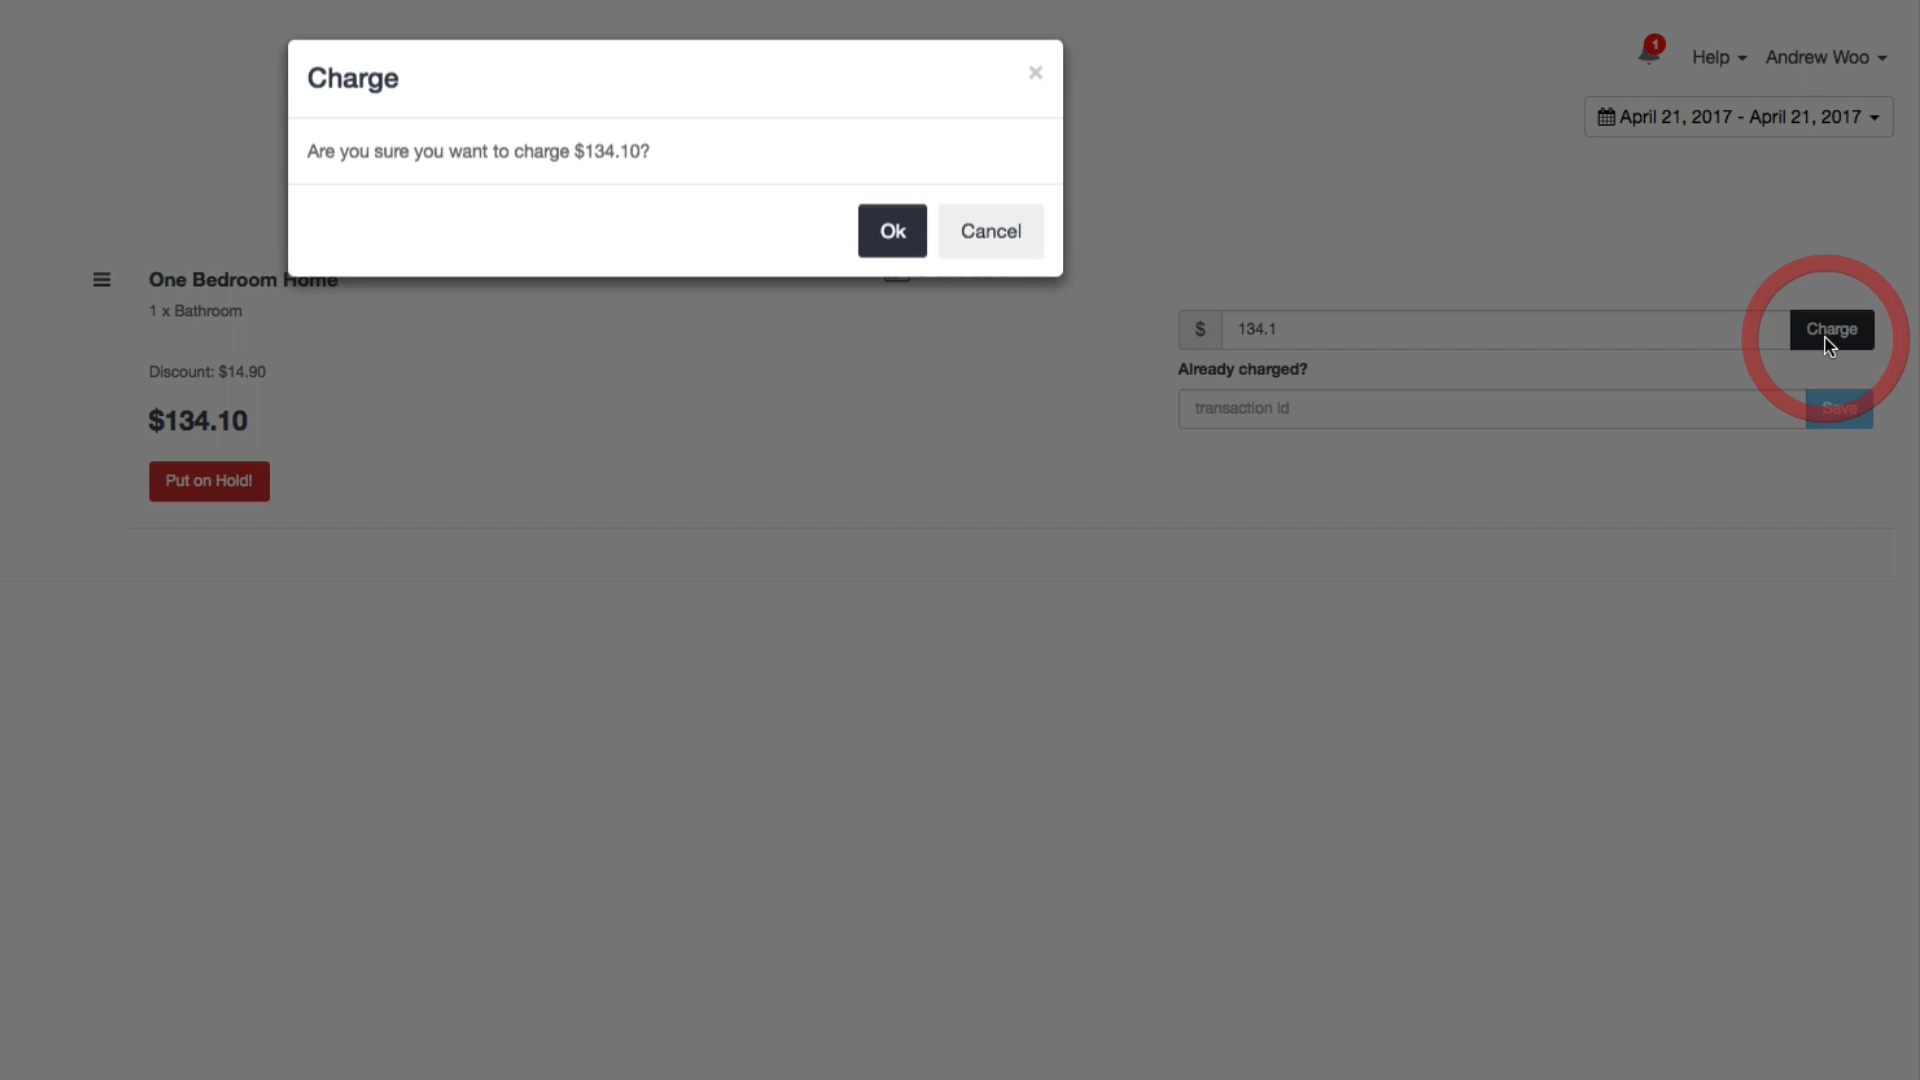 Charge
×
Are you sure you want to charge $134.10?
Ok
Cancel
1
Help
Andrew Woo
April 21, 2017 - April 21, 2017
One Bedroom Home
1 x Bathroom
Discount: $14.90
$134.10
Put on Hold!
$
134.1
Charge
Already charged?
transaction id
Save